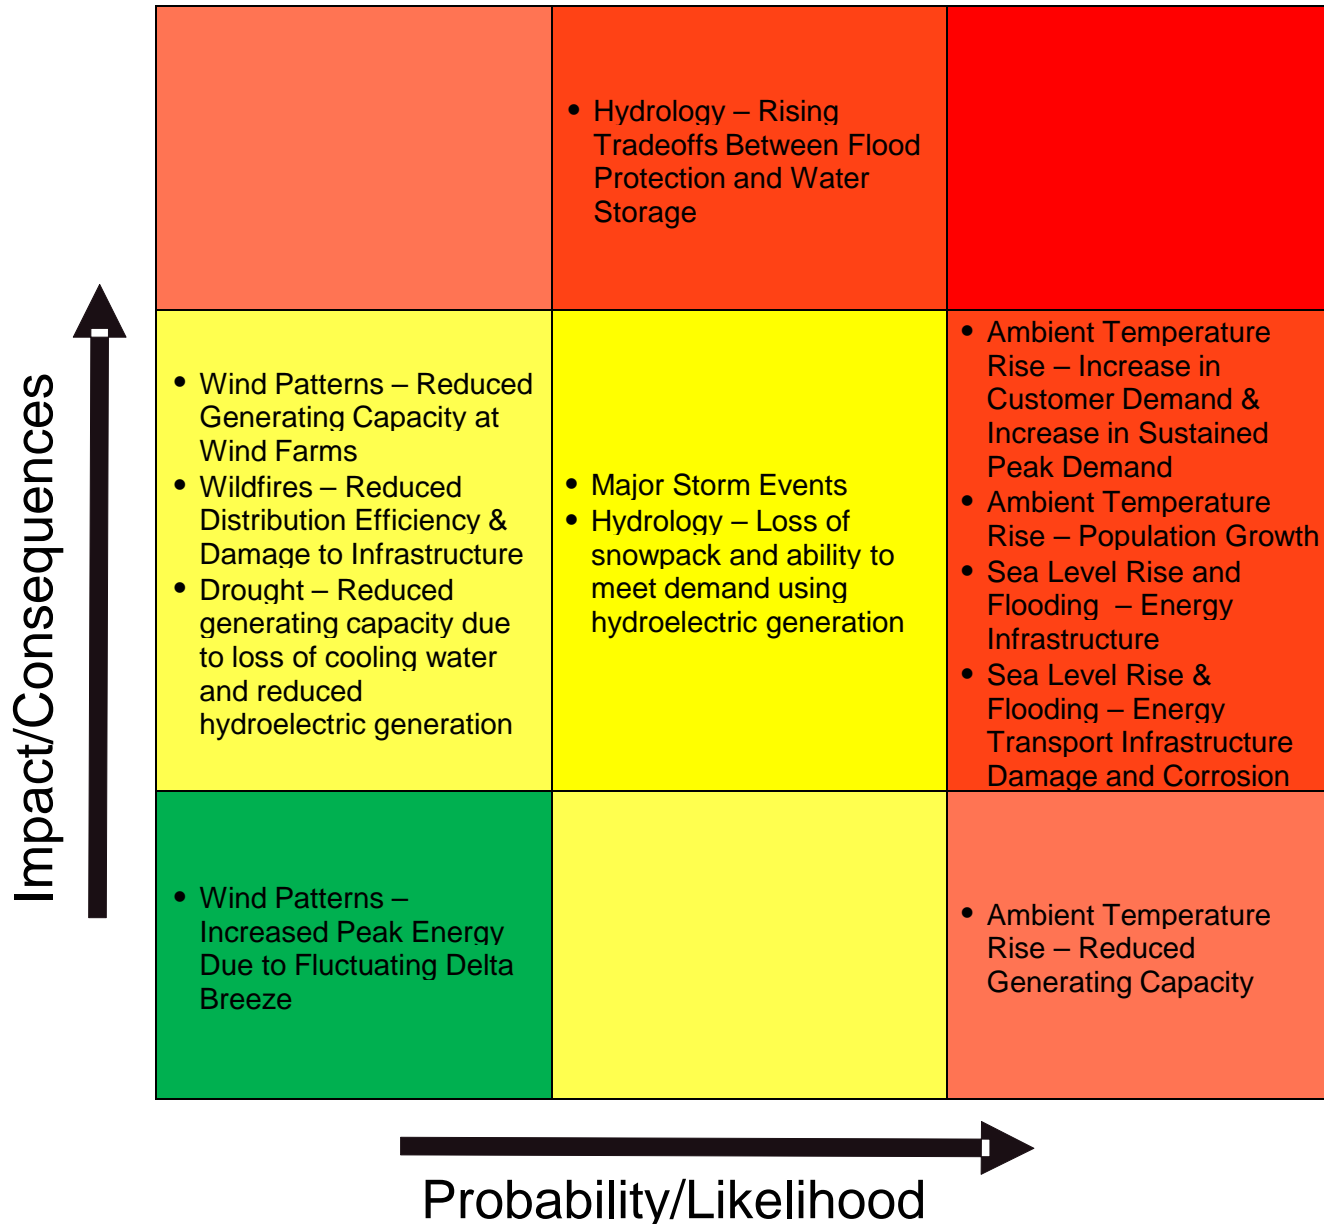 Impact/Consequences
• Hydrology – Rising
Tradeoffs Between Flood
Protection and Water
Storage
• Wind Patterns – Reduced
Generating Capacity at
Wind Farms
• Wildfires – Reduced
Distribution Efficiency &
Damage to Infrastructure
• Drought – Reduced
generating capacity due
to loss of cooling water
and reduced
hydroelectric generation
• Major Storm Events
• Hydrology – Loss of
snowpack and ability to
meet demand using
hydroelectric generation
• Ambient Temperature
Rise – Increase in
Customer Demand &
Increase in Sustained
Peak Demand
• Ambient Temperature
Rise – Population Growth
• Sea Level Rise and
Flooding – Energy
Infrastructure
• Sea Level Rise &
Flooding – Energy
Transport Infrastructure
Damage and Corrosion
• Wind Patterns –
Increased Peak Energy
Due to Fluctuating Delta
Breeze
• Ambient Temperature
Rise – Reduced
Generating Capacity
Probability/Likelihood